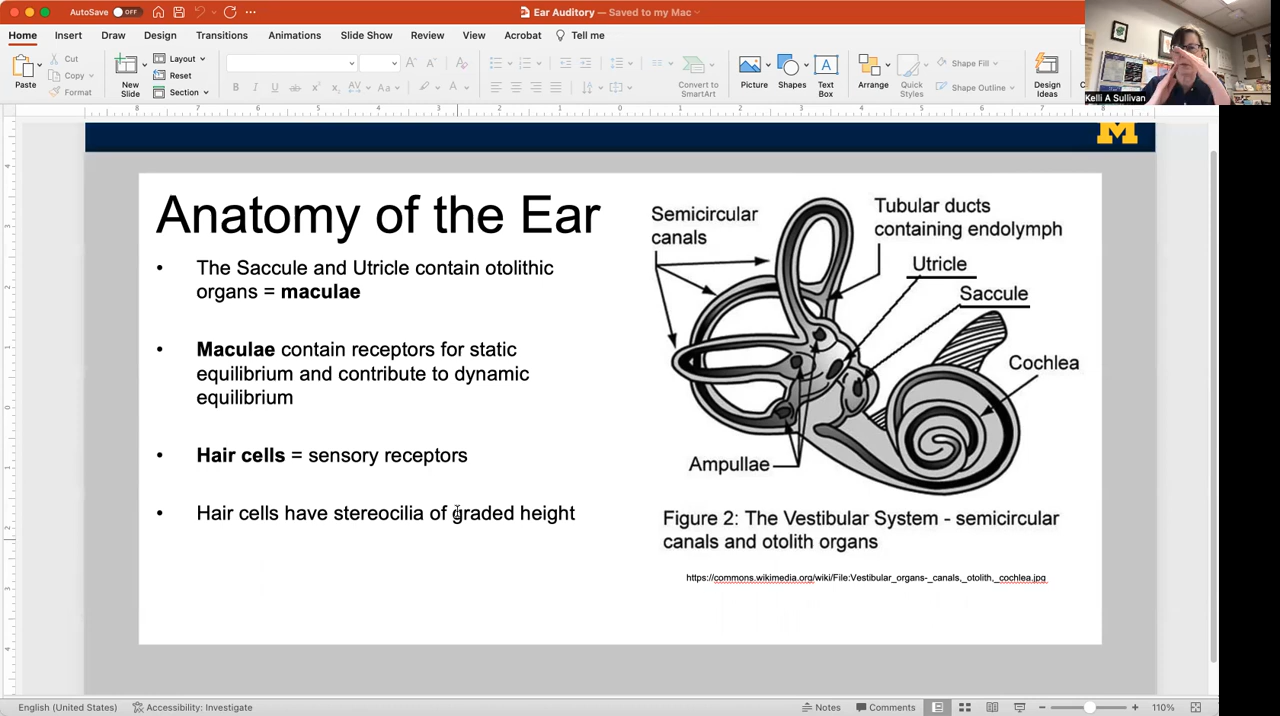 AutoSave OFF
Ear Auditory — Saved to my Mac
Home Insert Draw Design Transitions Animations Slide Show Review View Acrobat Tell me
Paste
Cut
Copy
Format
New
Slide
Layout
Reset
Section
Convert to
SmartArt
Picture
Shapes
Text
Box
Arrange
Quick
Styles
Shape Fill
Shape Outline
Design
Ideas
Kelli A Sullivan
M
Anatomy of the Ear
• The Saccule and Utricle contain otolithic
organs = maculae
• Maculae contain receptors for static
equilibrium and contribute to dynamic
equilibrium
• Hair cells = sensory receptors
• Hair cells have stereocilia of graded height
Semicircular
canals
Tubular ducts
containing endolymph
Utricle
Saccule
Cochlea
Ampullae
Figure 2: The Vestibular System - semicircular
canals and otolith organs
https://commons.wikimedia.org/wiki/File:Vestibular_organs-_canals,_otolith,_cochlea.jpg
English (United States) Accessibility: Investigate Notes Comments 110%